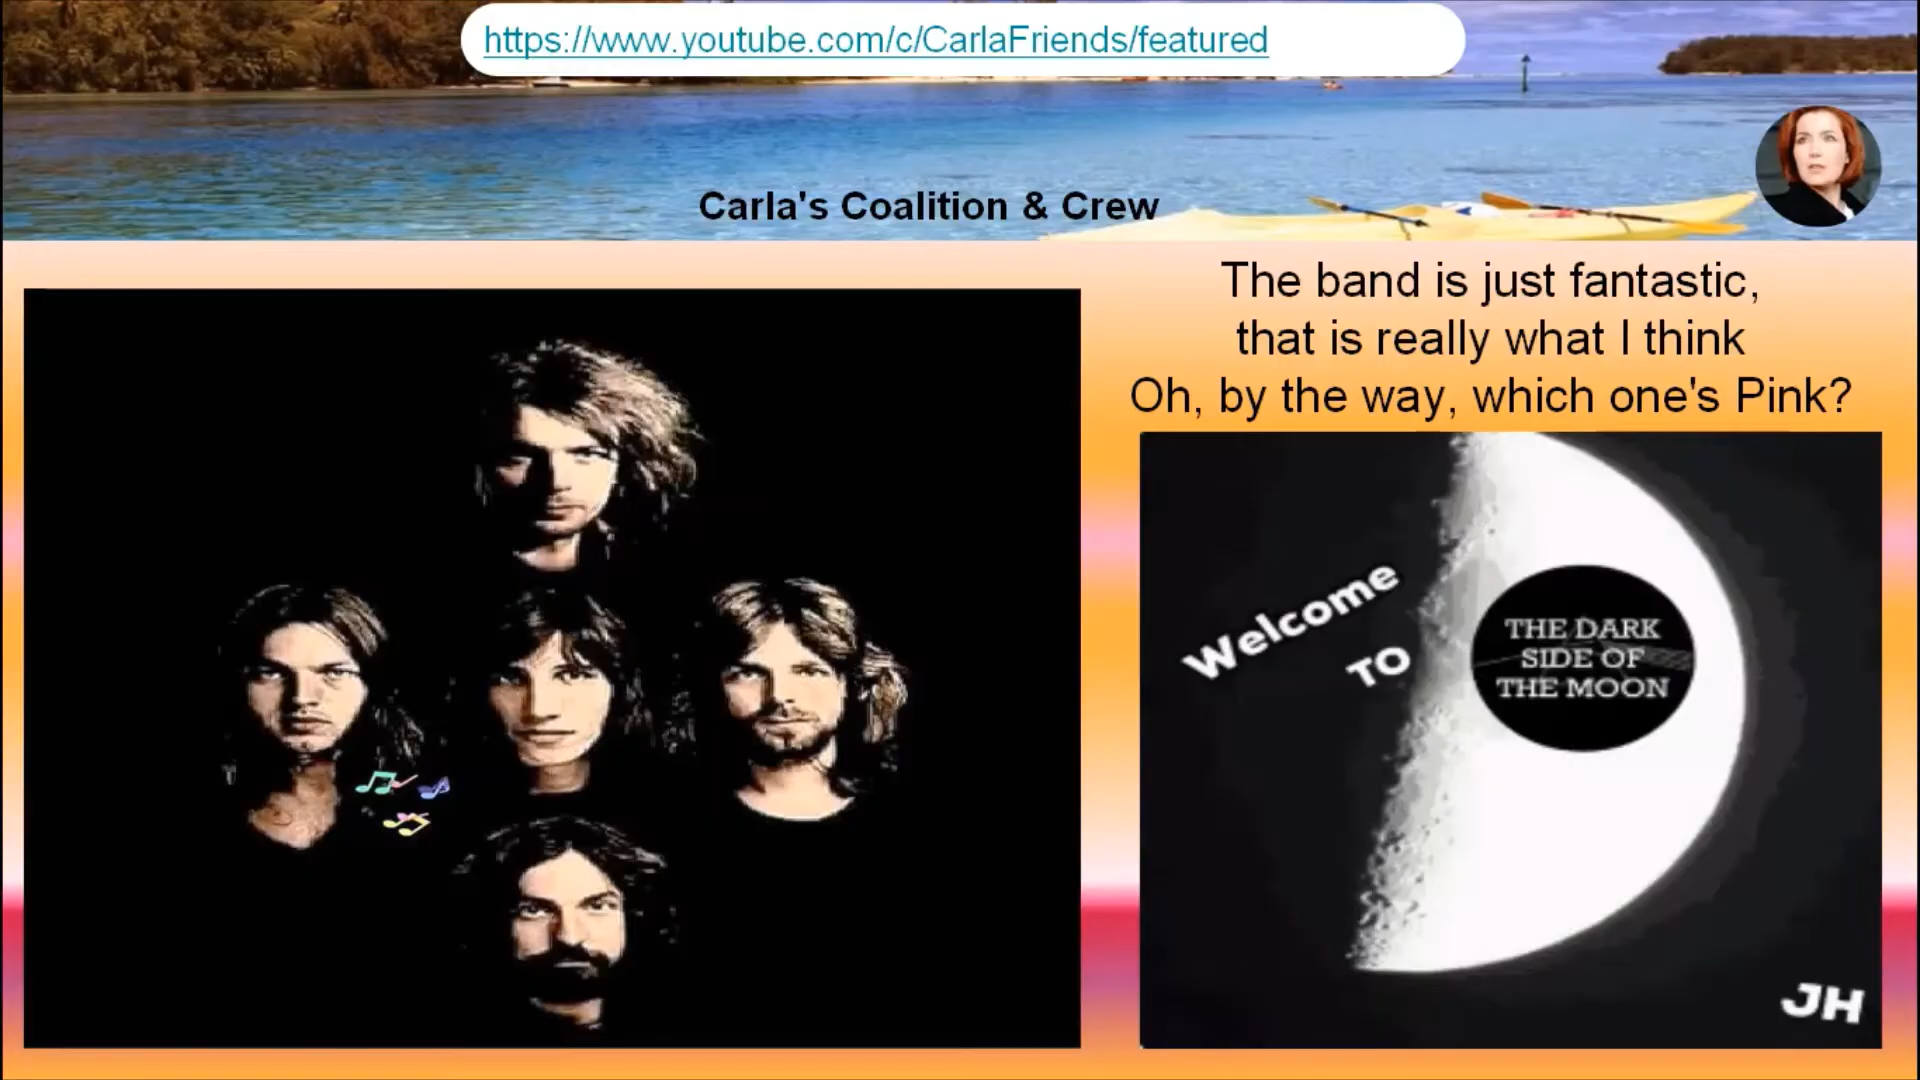 https://www.youtube.com/c/CarlaFriends/featured
Carla's Coalition & Crew
The band is just fantastic,
that is really what I think
Oh, by the way, which one's Pink?
Welcome
TO
THE DARK
SIDE OF
THE MOON
JH